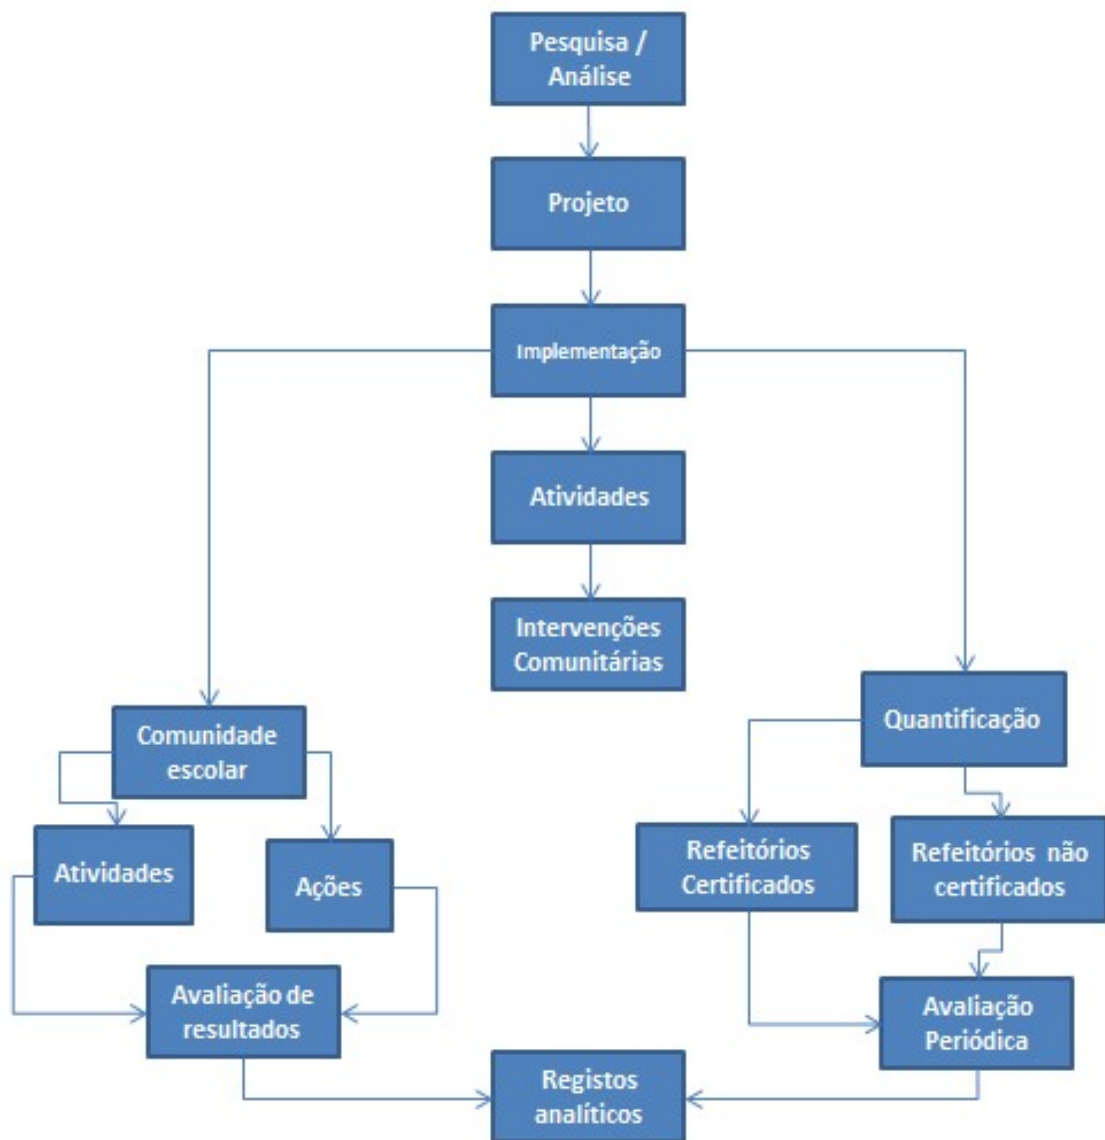 Pesquisa /
Análise
Projeto
Implementação
Atividades
Intervenções
Comunitárias
Comunidade
escolar
Quantificação
Atividades
Ações
Refeitórios
Certificados
Refeitórios não
certificados
Avaliação de
resultados
Avaliação
Periódica
Registos
analíticos